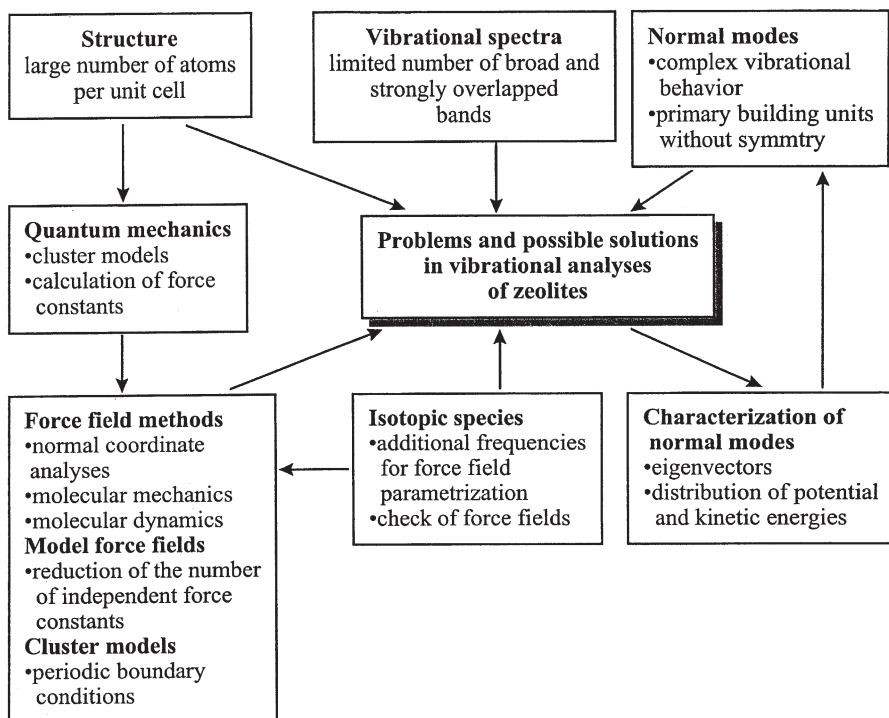 Structure
large number of atoms
per unit cell
Vibrational spectra
limited number of broad and
strongly overlapped
bands
Normal modes
•complex vibrational
behavior
•primary building units
without symmtry
Quantum mechanics
•cluster models
•calculation of force
constants
Problems and possible solutions
in vibrational analyses
of zeolites
Force field methods
•normal coordinate
analyses
•molecular mechanics
•molecular dynamics
Model force fields
•reduction of the number
of independent force
constants
Cluster models
•periodic boundary
conditions
Isotopic species
•additional frequencies
for force field
parametrization
•check of force fields
Characterization of
normal modes
•eigenvectors
•distribution of potential
and kinetic energies